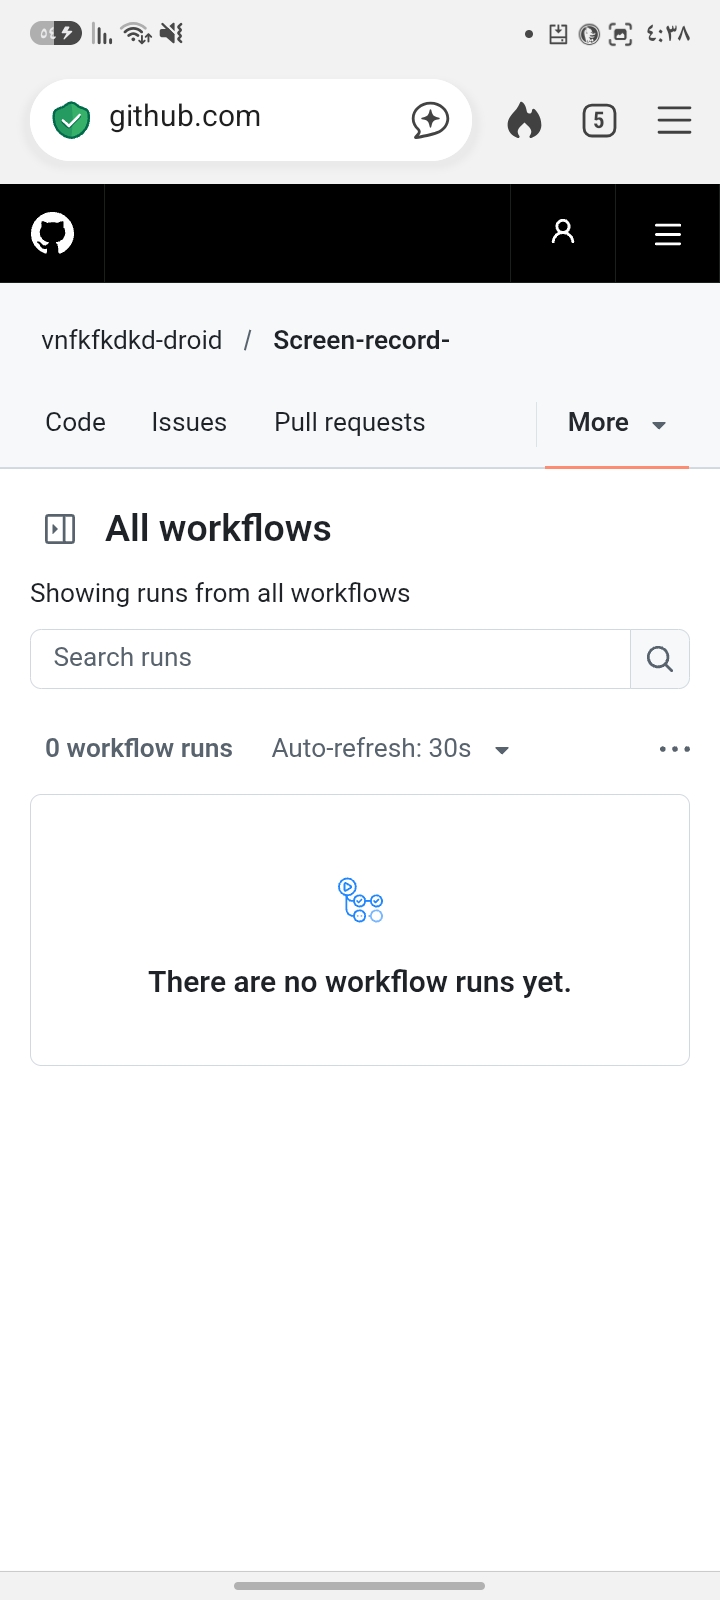 ٥٤
٤:٣٨
github.com
5
vnfkfkdkd-droid / Screen-record-
Code Issues Pull requests More
All workflows
Showing runs from all workflows
Search runs
0 workflow runs Auto-refresh: 30s
There are no workflow runs yet.